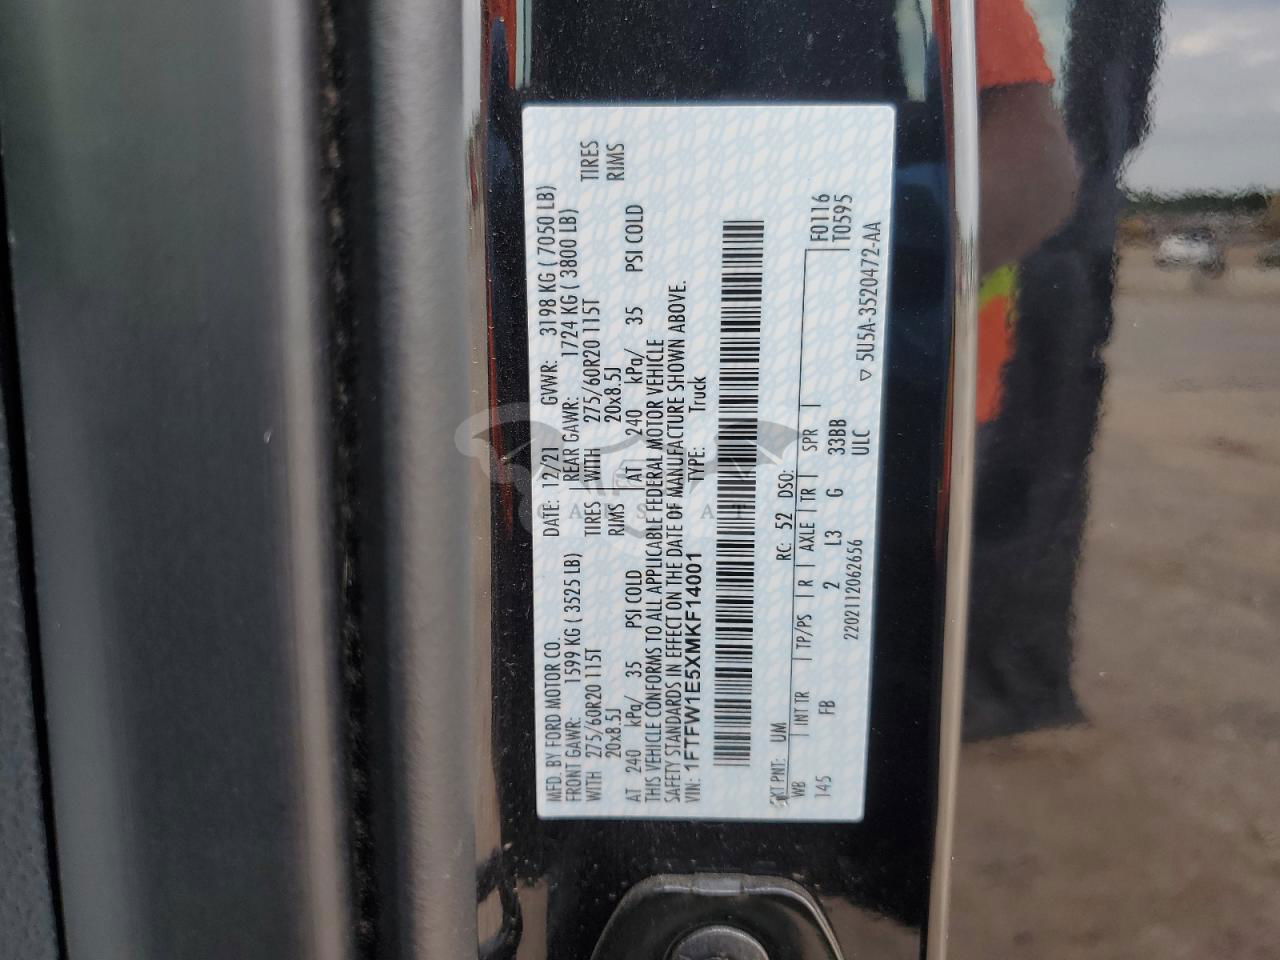 MFD. BY FORD MOTOR CO.
DATE: 12/21 GVWR: 3198 KG ( 7050 LB)
FRONT GAWR: 1599 KG ( 3525 LB) REAR GAWR: 1724 KG ( 3800 LB)
WITH 275/60R20 115T TIRES WITH 275/60R20 115T TIRES
20x8.5J RIMS 20x8.5J RIMS
AT 240 kPa/ 35 PSI COLD AT 240 kPa/ 35 PSI COLD
THIS VEHICLE CONFORMS TO ALL APPLICABLE FEDERAL MOTOR VEHICLE
SAFETY STANDARDS IN EFFECT ON THE DATE OF MANUFACTURE SHOWN ABOVE.
VIN: 1FTFW1E5XMKF14001 TYPE: Truck
EXT PNT: UM RC: 52 DSO: F0116
WB INT TR TP/PS R AXLE TR SPR T0595
145 FB 2 L3 G 33BB
2202112062656 ULC
▽ 5U5A-3520472-AA